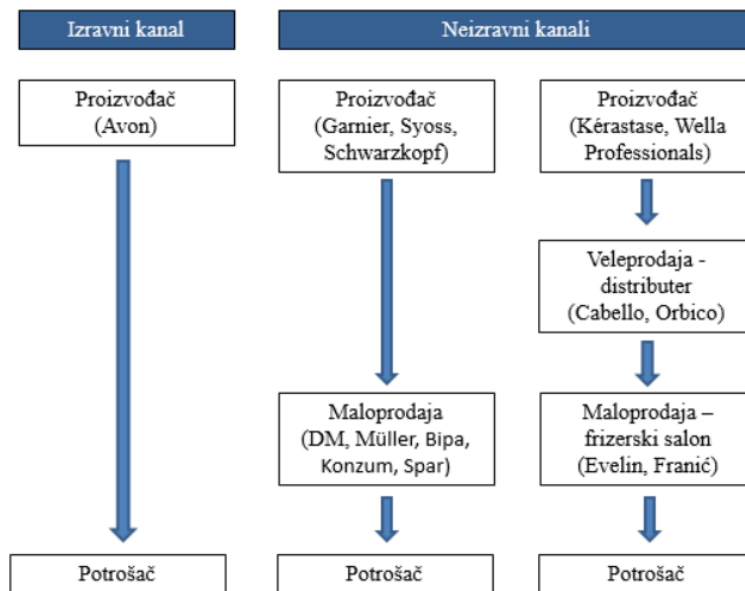 Izravni kanal
Neizravni kanali
Proizvođač
(Avon)
Proizvođač
(Garnier, Syoss,
Schwarzkopf)
Proizvođač
(Kérastase, Wella
Professionals)
Veleprodaja -
distributer
(Cabello, Orbico)
Maloprodaja
(DM, Müller, Bipa,
Konzum, Spar)
Maloprodaja –
frizerski salon
(Evelin, Franić)
Potrošač
Potrošač
Potrošač